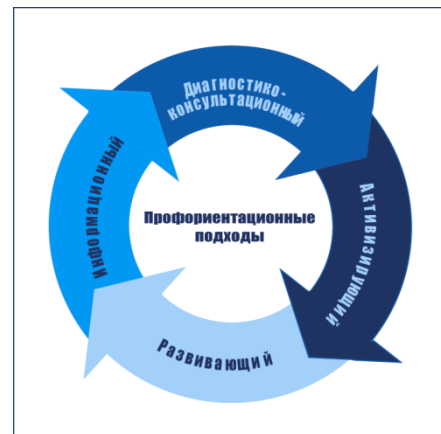 Диагностико-
консультационный
Активизирующий
Развивающий
Информационный
Профориентационные
подходы